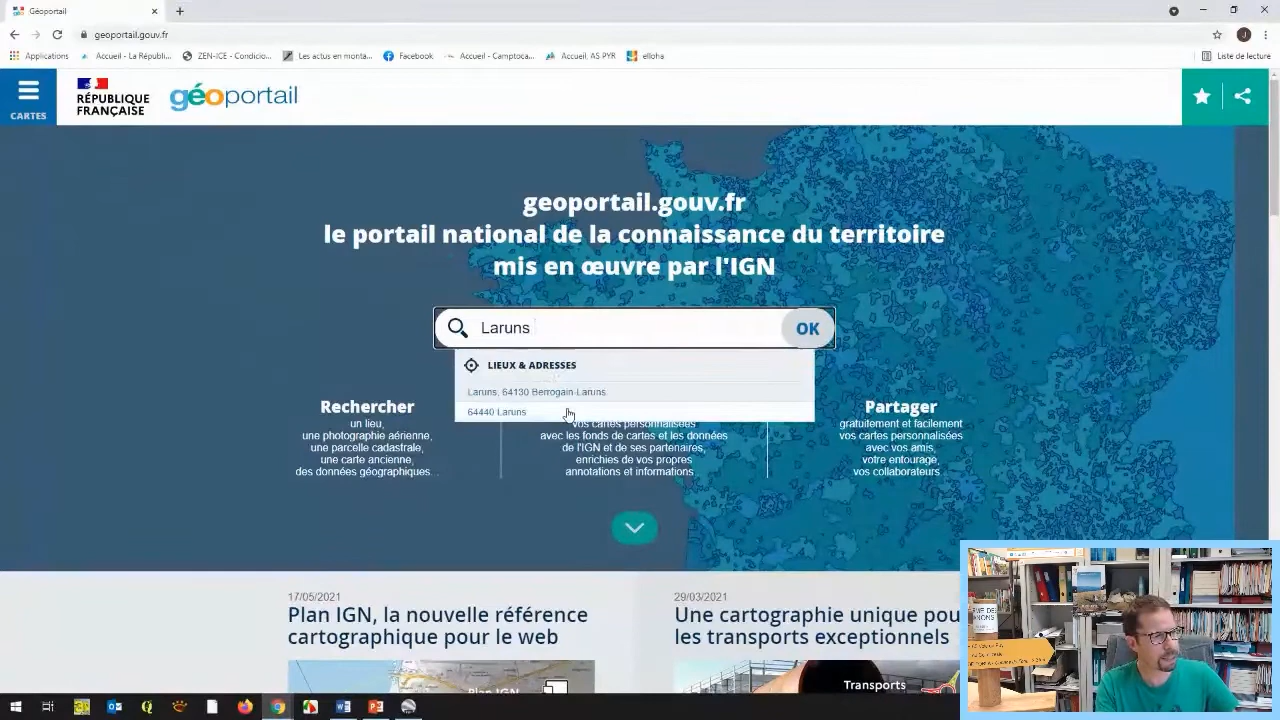 Géoportail
geoportail.gouv.fr
J
Applications
Accueil - La Républi...
ZEN-ICE - Condicio...
Les actus en monta...
Facebook
Accueil - Camptoca...
Accueil, AS PYR
elloha
Liste de lecture
CARTES
RÉPUBLIQUE
FRANÇAISE
géoportail
geoportail.gouv.fr
le portail national de la connaissance du territoire
mis en œuvre par l'IGN
Laruns
OK
LIEUX & ADRESSES
Laruns, 64130 Berrogain-Laruns
64440 Laruns
Rechercher
un lieu,
une photographie aérienne,
une parcelle cadastrale,
une carte ancienne,
des données géographiques...
vos cartes personnalisées
avec les fonds de cartes et les données
de l'IGN et de ses partenaires,
enrichies de vos propres
annotations et informations
Partager
gratuitement et facilement
vos cartes personnalisées
avec vos amis,
votre entourage,
vos collaborateurs
17/05/2021
Plan IGN, la nouvelle référence
cartographique pour le web
Plan IGN
29/03/2021
Une cartographie unique pou
les transports exceptionnels
Transports